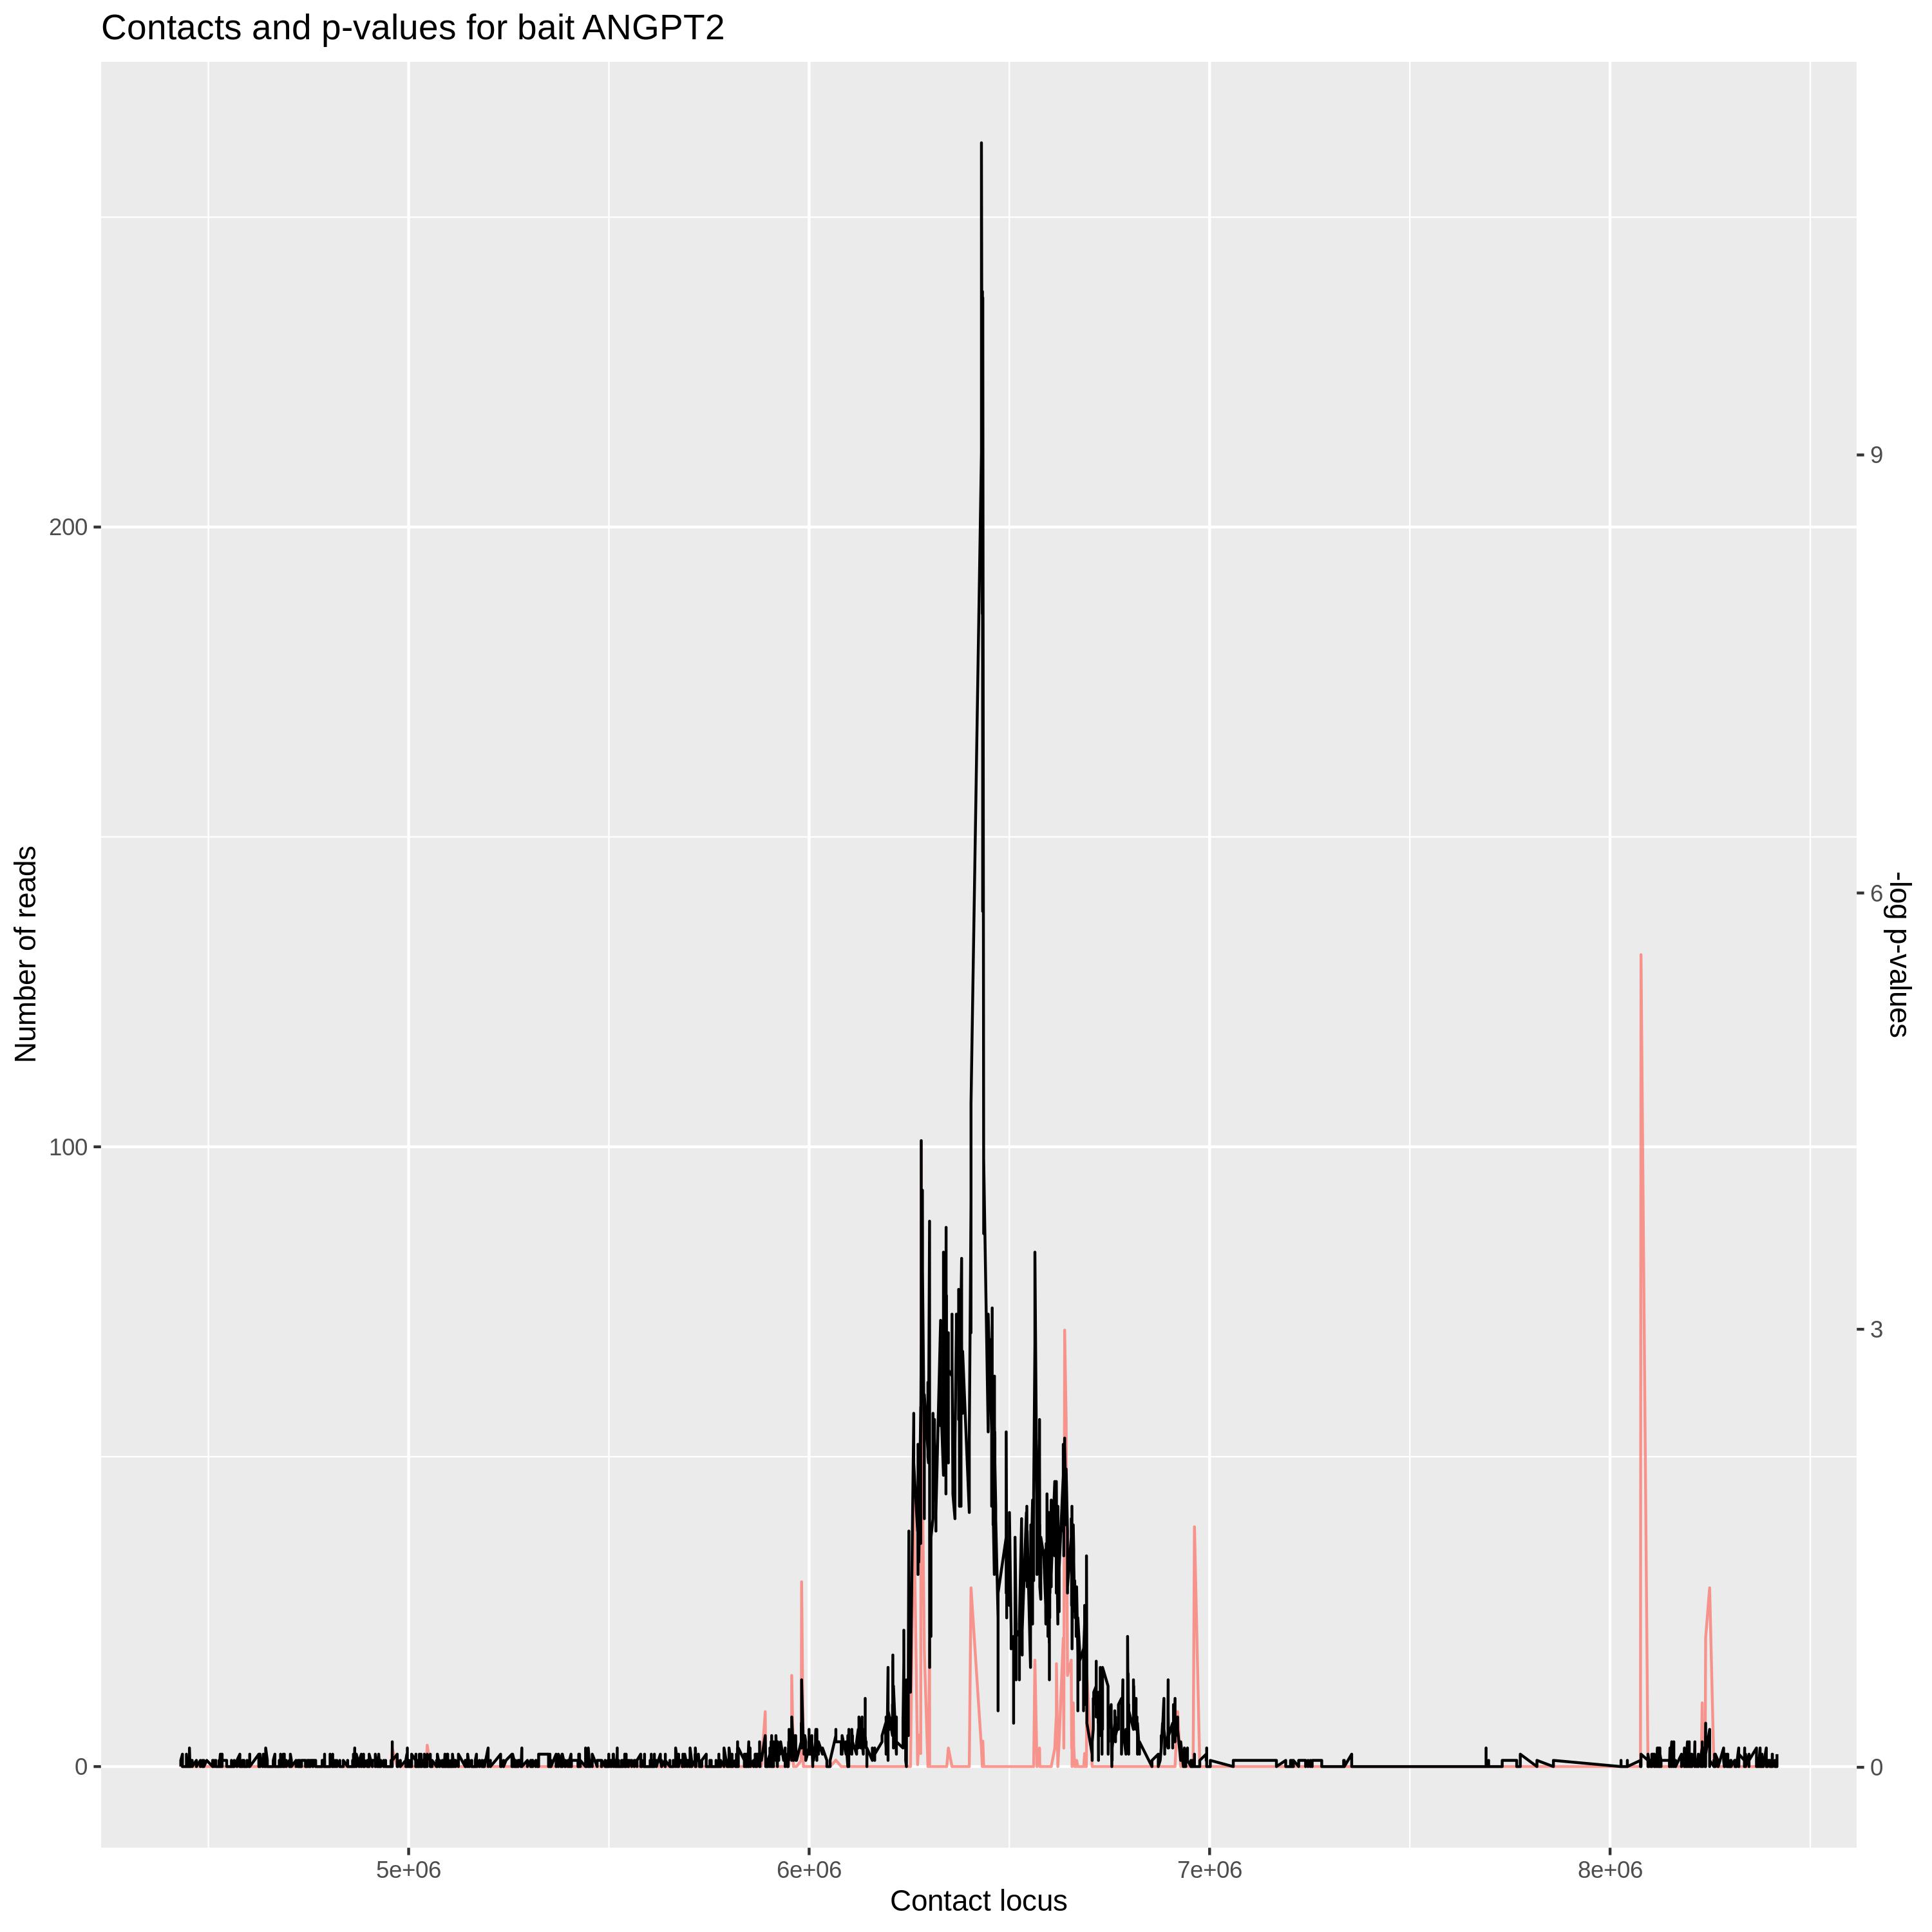 Contacts and p-values for bait ANGPT2
Number of reads
200
100
0
9
6
3
0
-log p-values
5e+06
6e+06
7e+06
8e+06
Contact locus